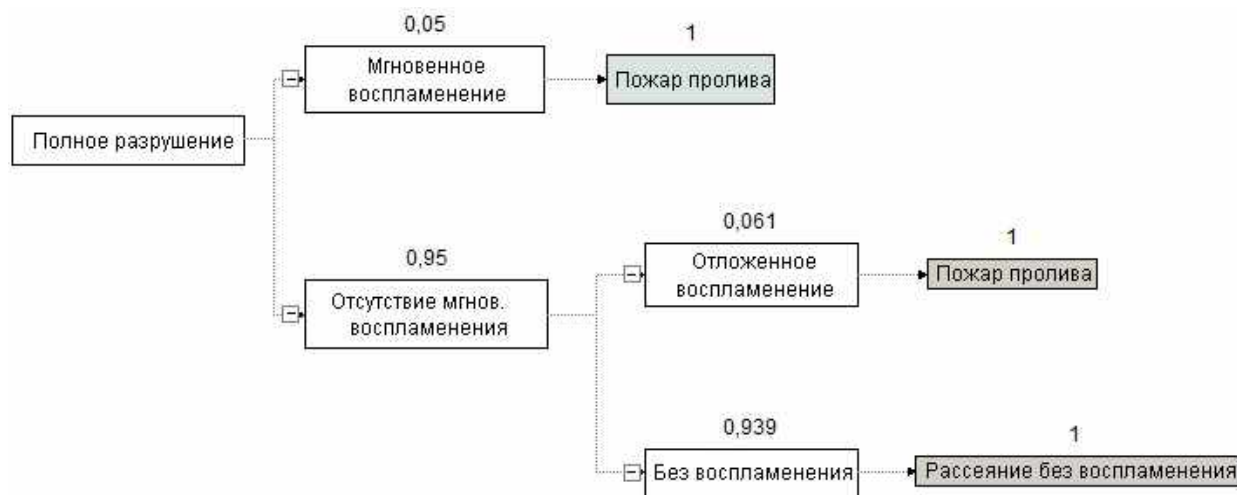 0,05
Мгновенное
воспламенение
1
Пожар пролива
Полное разрушение
0,95
Отсутствие мгнов.
воспламенения
0,061
Отложенное
воспламенение
1
Пожар пролива
0,939
Без воспламенения
1
Рассеяние без воспламенения